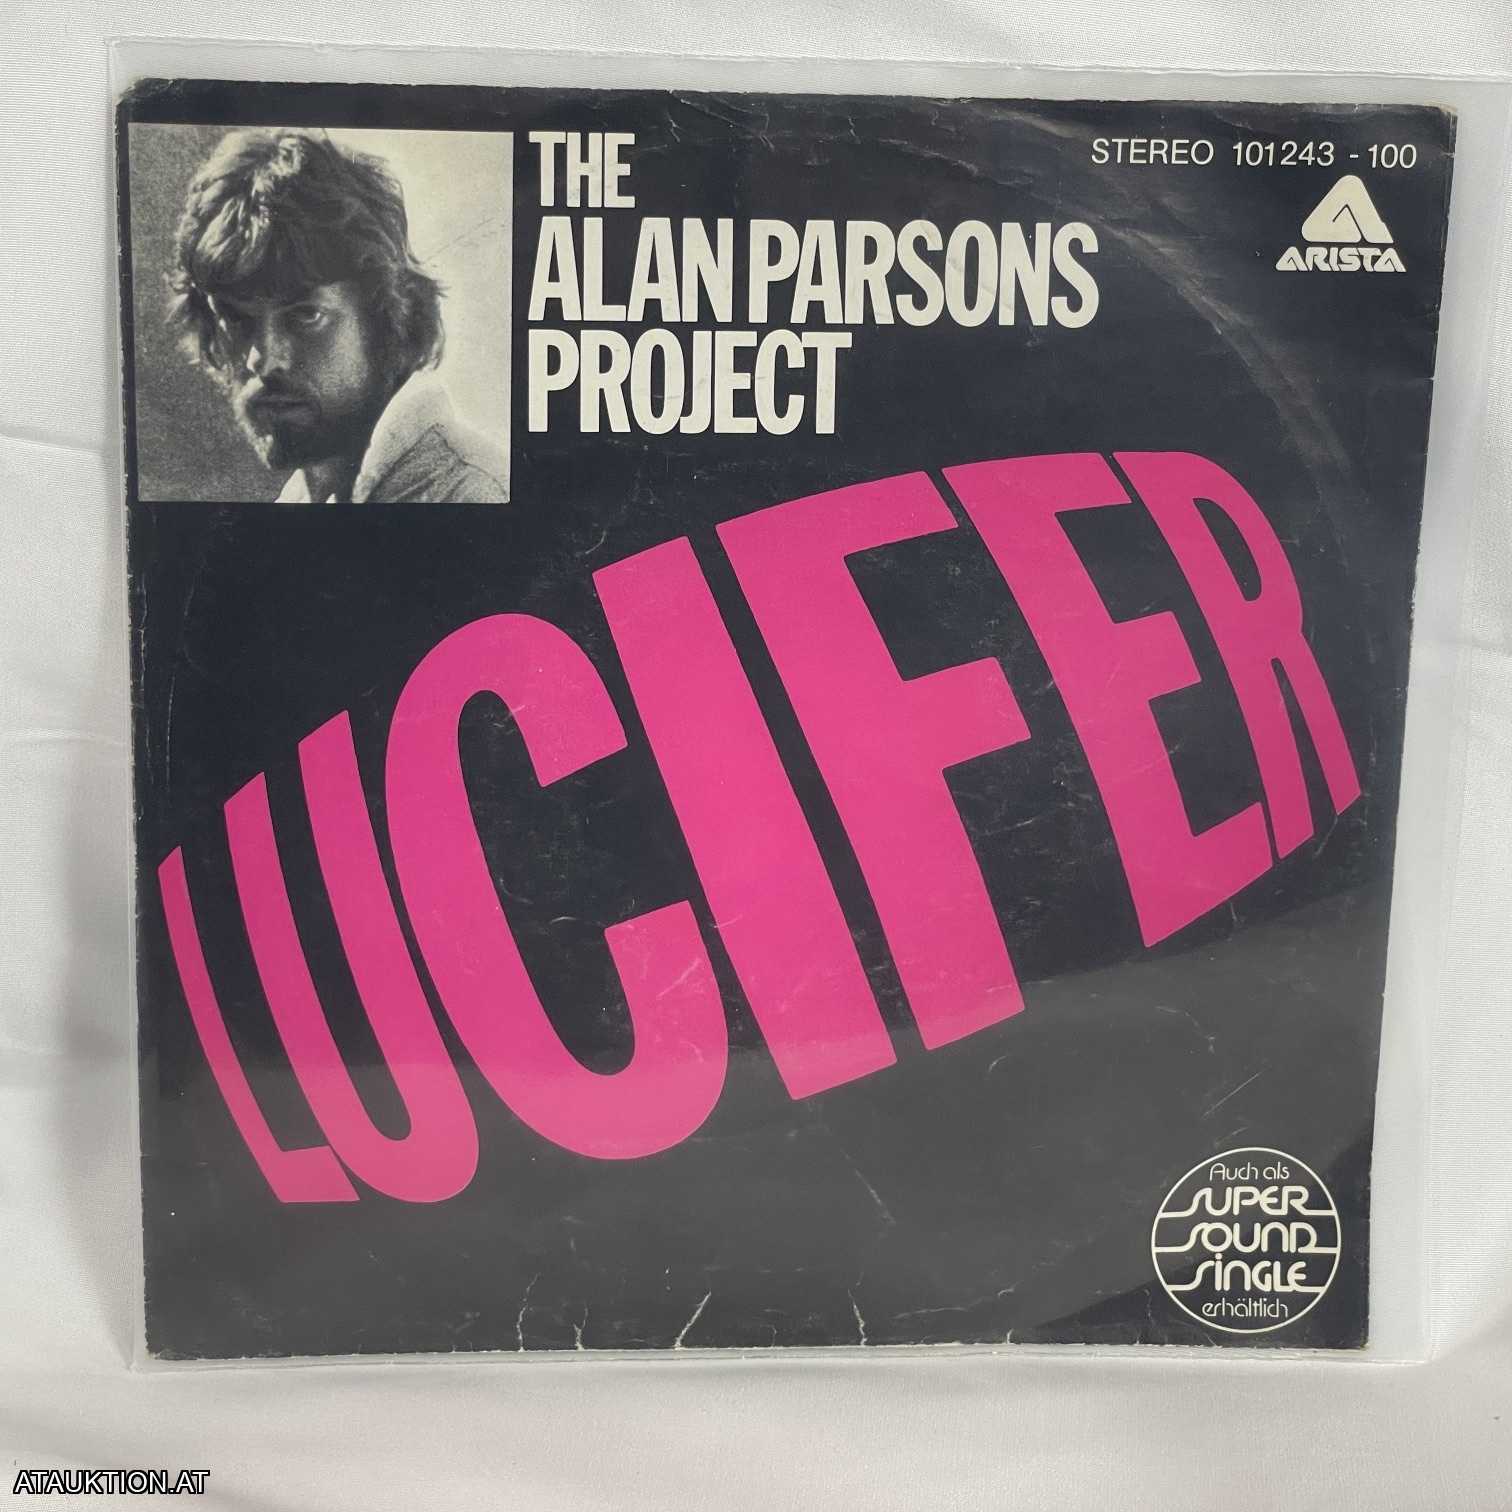 THE
ALAN PARSONS
PROJECT
STEREO 101243 - 100
ARISTA
LUCIFER
Auch als
SUPER
SOUND
SINGLE
erhältlich
ATAUKTION.AT